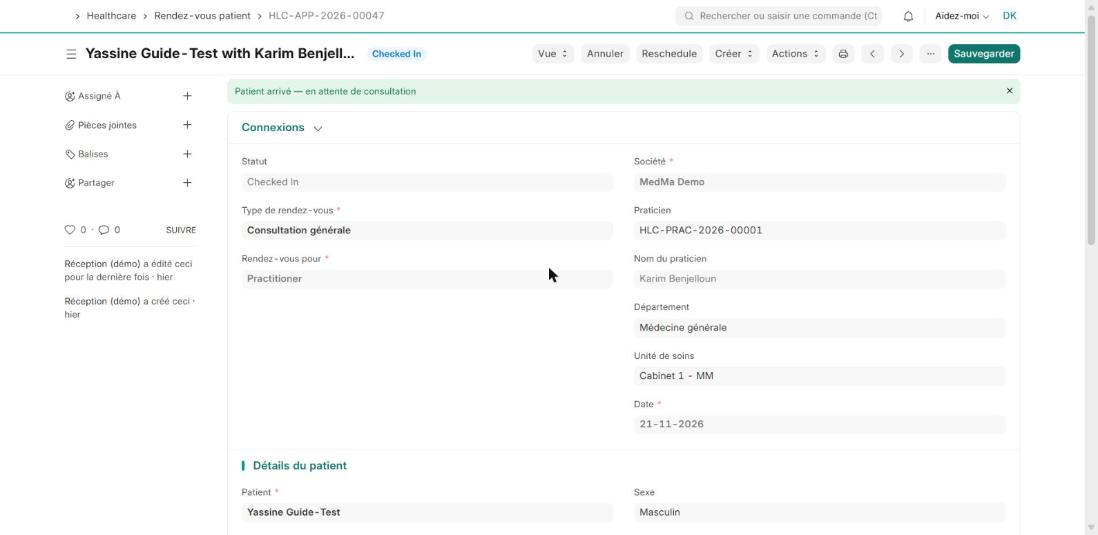 Healthcare
Rendez-vous patient
HLC-APP-2026-00047
Rechercher ou saisir une commande (Ct
Aidez-moi
DK
Yassine Guide-Test with Karim Benjell...
Checked In
Vue
Annuler
Reschedule
Créer
Actions
Sauvegarder
Assigné À
Pièces jointes
Balises
Partager
0 · 0
SUIVRE
Réception (démo) a édité ceci
pour la dernière fois · hier
Réception (démo) a créé ceci ·
hier
Patient arrivé — en attente de consultation
Connexions
Statut
Checked In
Société *
MedMa Demo
Type de rendez-vous *
Consultation générale
Praticien
HLC-PRAC-2026-00001
Rendez-vous pour *
Practitioner
Nom du praticien
Karim Benjelloun
Département
Médecine générale
Unité de soins
Cabinet 1 - MM
Date *
21-11-2026
Détails du patient
Patient *
Yassine Guide-Test
Sexe
Masculin